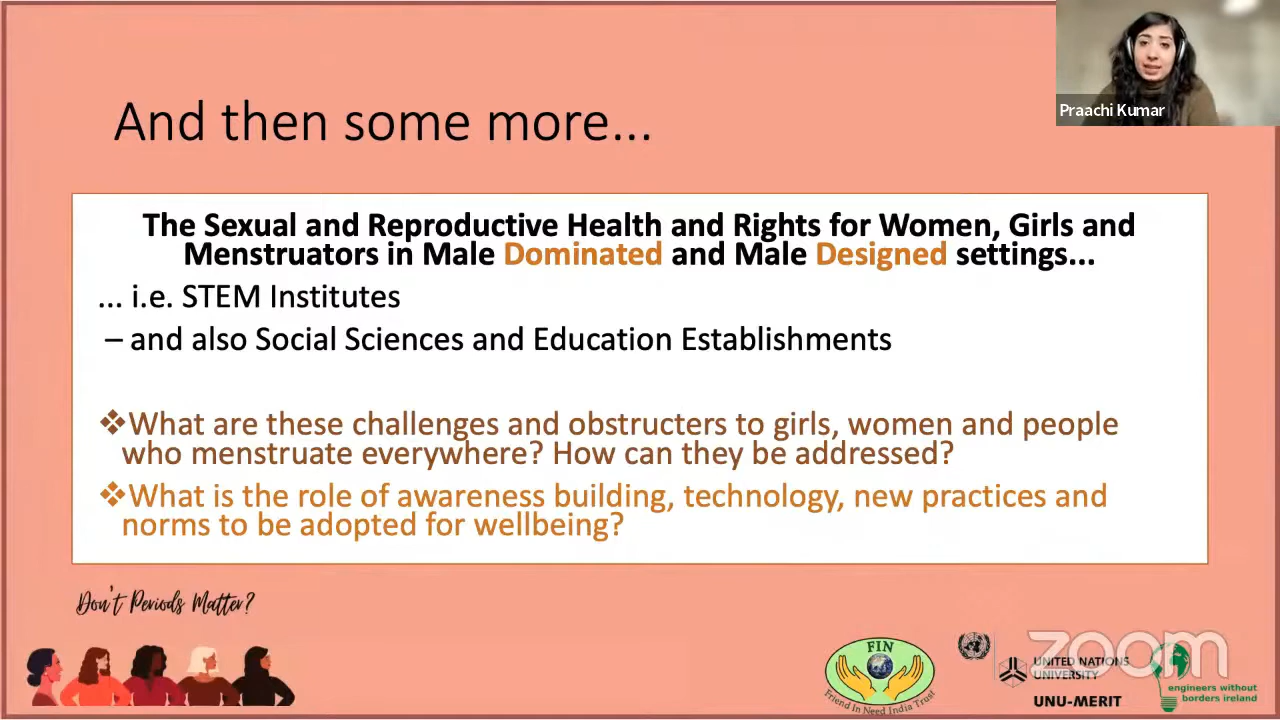 Praachi Kumar
And then some more...
The Sexual and Reproductive Health and Rights for Women, Girls and
Menstruators in Male Dominated and Male Designed settings...
... i.e. STEM Institutes
– and also Social Sciences and Education Establishments
❖What are these challenges and obstructers to girls, women and people
who menstruate everywhere? How can they be addressed?
❖What is the role of awareness building, technology, new practices and
norms to be adopted for wellbeing?
Don't Periods Matter?
FIN
Friend In Need India Trust
UNITED NATIONS
UNIVERSITY
UNU-MERIT
zoom
engineers without
borders ireland